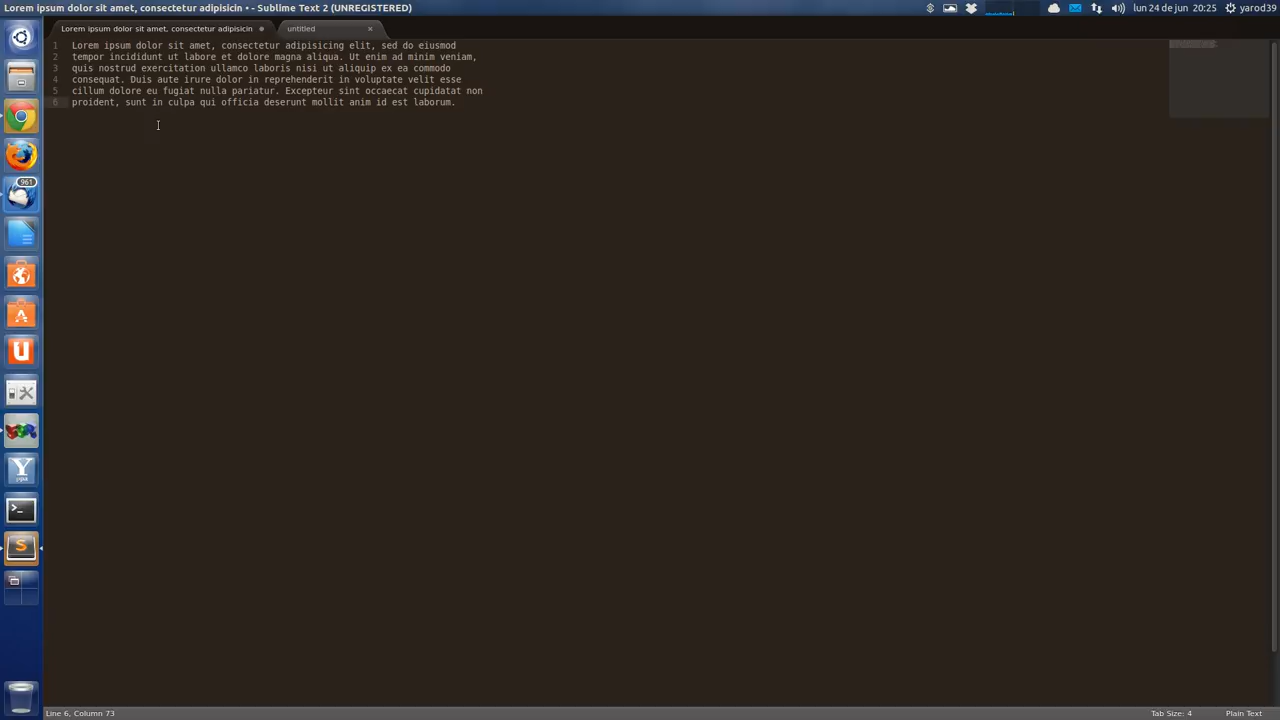 Lorem ipsum dolor sit amet, consectetur adipisicin • - Sublime Text 2 (UNREGISTERED)
lun 24 de jun 20:25 yarod39
Lorem ipsum dolor sit amet, consectetur adipisicin
untitled
1 Lorem ipsum dolor sit amet, consectetur adipisicing elit, sed do eiusmod
2 tempor incididunt ut labore et dolore magna aliqua. Ut enim ad minim veniam,
3 quis nostrud exercitation ullamco laboris nisi ut aliquip ex ea commodo
4 consequat. Duis aute irure dolor in reprehenderit in voluptate velit esse
5 cillum dolore eu fugiat nulla pariatur. Excepteur sint occaecat cupidatat non
6 proident, sunt in culpa qui officia deserunt mollit anim id est laborum.
961
Y
ppa
S
Line 6, Column 73
Tab Size: 4
Plain Text